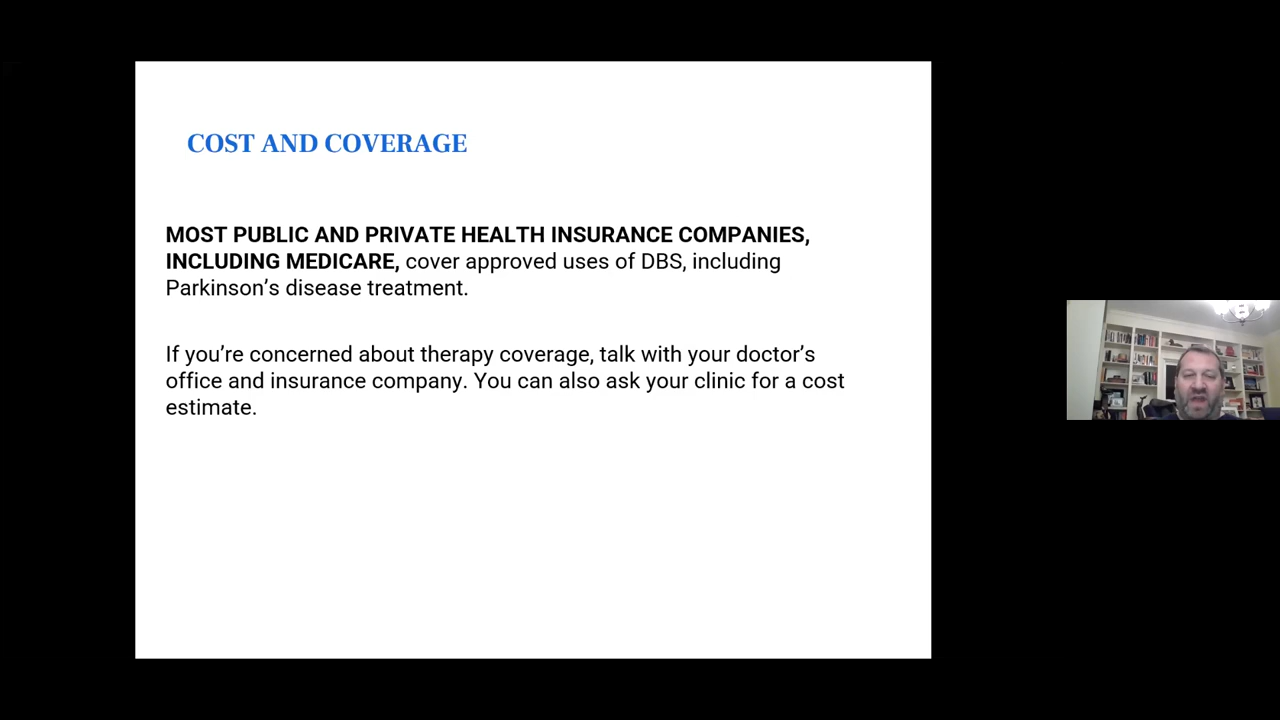 COST AND COVERAGE
MOST PUBLIC AND PRIVATE HEALTH INSURANCE COMPANIES,
INCLUDING MEDICARE, cover approved uses of DBS, including
Parkinson’s disease treatment.
If you’re concerned about therapy coverage, talk with your doctor’s
office and insurance company. You can also ask your clinic for a cost
estimate.